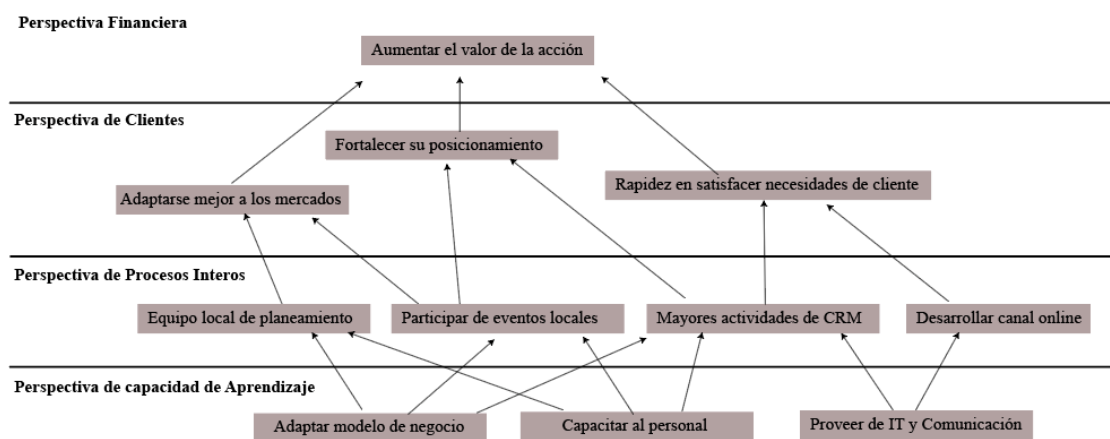 Perspectiva Financiera
Aumentar el valor de la acción
Perspectiva de Clientes
Fortalecer su posicionamiento
Rapidez en satisfacer necesidades de cliente
Adaptarse mejor a los mercados
Perspectiva de Procesos Interos
Equipo local de planeamiento
Participar de eventos locales
Mayores actividades de CRM
Desarrollar canal online
Perspectiva de capacidad de Aprendizaje
Adaptar modelo de negocio
Capacitar al personal
Proveer de IT y Comunicación